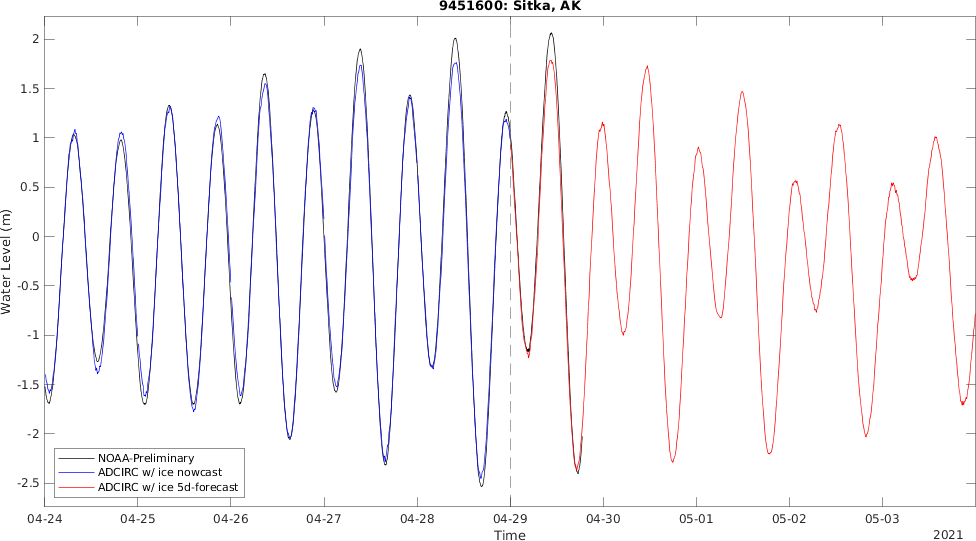 9451600: Sitka, AK
Water Level (m)
2
1.5
1
0.5
0
-0.5
-1
-1.5
-2
-2.5
NOAA-Preliminary
ADCIRC w/ ice nowcast
ADCIRC w/ ice 5d-forecast
04-24 04-25 04-26 04-27 04-28 04-29 04-30 05-01 05-02 05-03
Time
2021